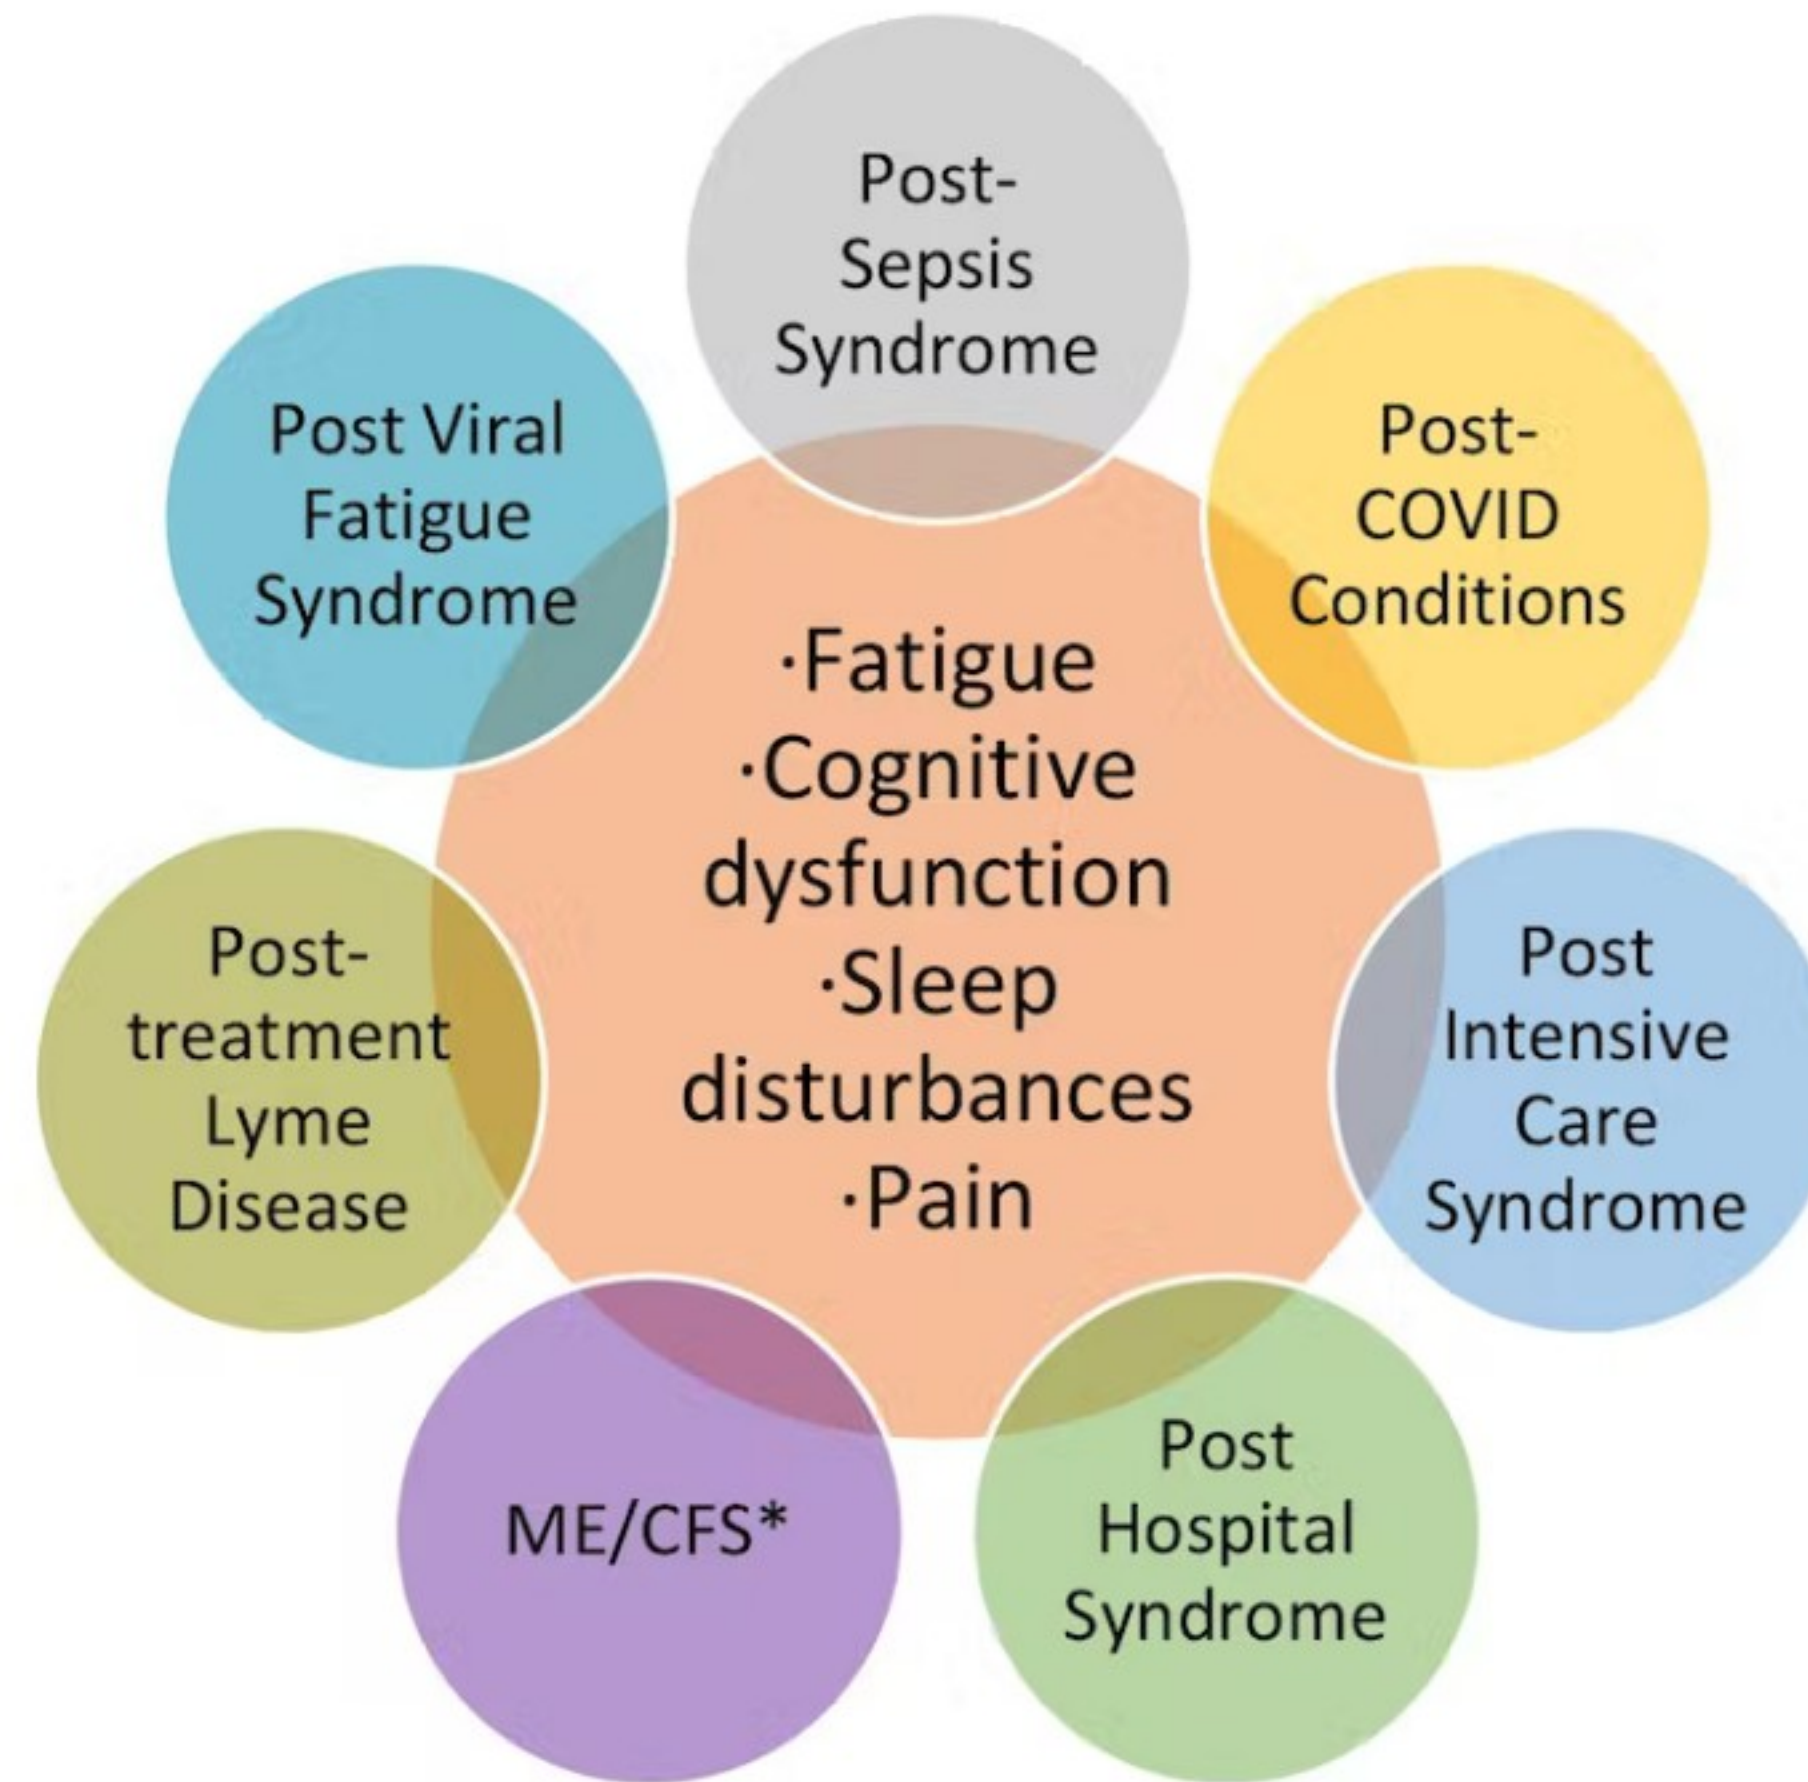 Post-
Sepsis
Syndrome
Post-
COVID
Conditions
Post
Intensive
Care
Syndrome
Post
Hospital
Syndrome
ME/CFS*
Post-
treatment
Lyme
Disease
Post Viral
Fatigue
Syndrome
·Fatigue
·Cognitive
dysfunction
·Sleep
disturbances
·Pain